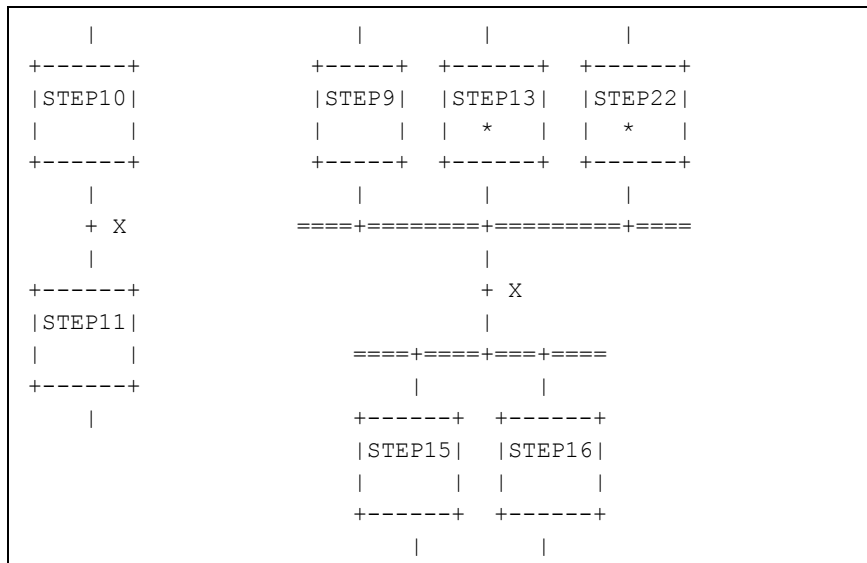 |                  |        |         |
+------+            +-----+  +------+  +------+
|STEP10|            |STEP9|  |STEP13|  |STEP22|
|      |            |     |  |  *   |  |  *   |
+------+            +-----+  +------+  +------+
    |                  |        |         |
    + X            ====+========+=========+====
    |                           |
+------+                        + X
|STEP11|                        |
|      |               ====+====+===+====
+------+                   |        |
    |                  +------+  +------+
                       |STEP15|  |STEP16|
                       |      |  |      |
                       +------+  +------+
                           |        |